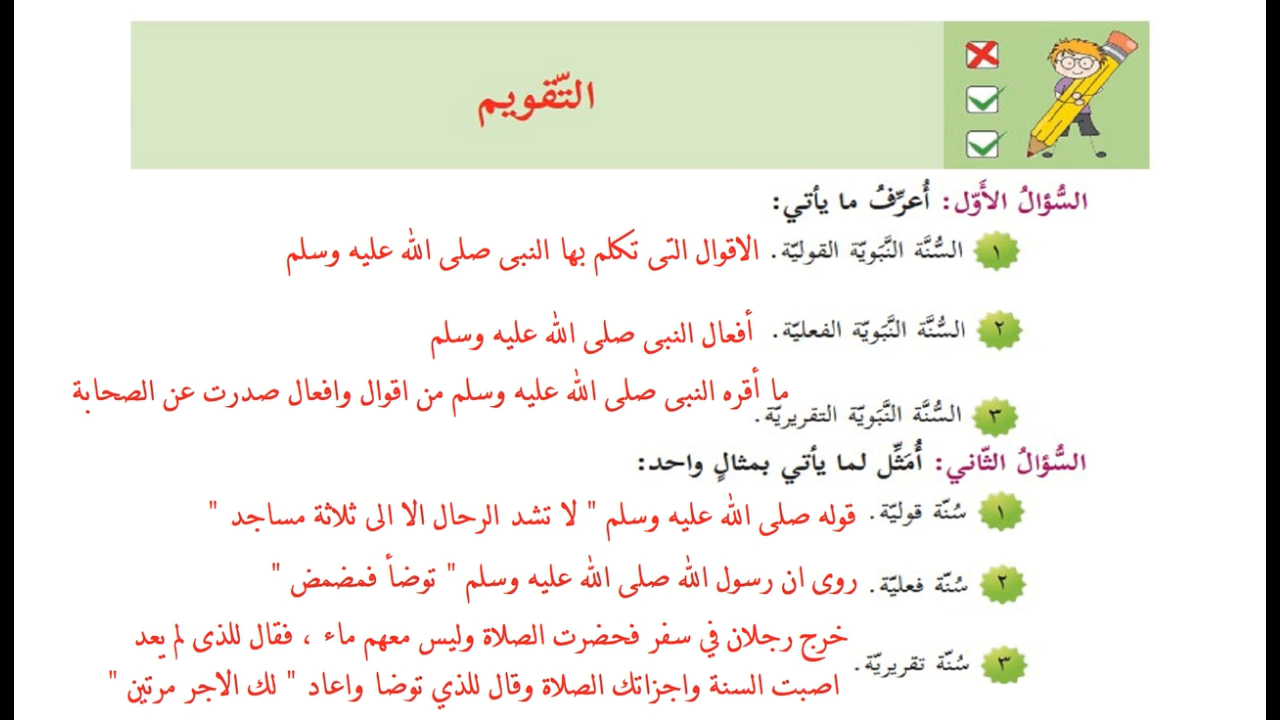 التّقويم
السُّؤالُ الأَوّل: أُعرِّفُ ما يأتي:
١ السُّنَّة النَّبَويّة القوليّة. الاقوال التى تكلم بها النبى صلى الله عليه وسلم
٢ السُّنَّة النَّبَويّة الفعليّة. أفعال النبى صلى الله عليه وسلم
ما أقره النبى صلى الله عليه وسلم من اقوال وافعال صدرت عن الصحابة
٣ السُّنَّة النَّبَويّة التقريريّة.
السُّؤالُ الثّاني: أُمَثِّل لما يأتي بمثالٍ واحد:
١ سُنّة قوليّة. قوله صلى الله عليه وسلم " لا تشد الرحال الا الى ثلاثة مساجد "
٢ سُنّة فعليّة. روى ان رسول الله صلى الله عليه وسلم " توضأ فمضمض "
خرج رجلان في سفر فحضرت الصلاة وليس معهم ماء ، فقال للذى لم يعد
٣ سُنّة تقريريّة.
اصبت السنة واجزاتك الصلاة وقال للذي توضا واعاد " لك الاجر مرتين "